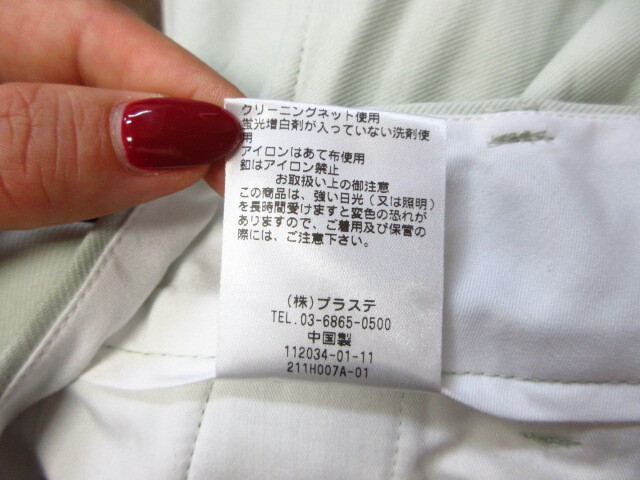 クリーニングネット使用
蛍光増白剤が入っていない洗剤使
用
アイロンはあて布使用
釦はアイロン禁止
お取扱い上の御注意
この商品は、強い日光（又は照明）
を長時間受けますと変色の恐れが
ありますので、ご着用及び保管の
際には、ご注意下さい。
(株)プラステ
TEL.03-6865-0500
中国製
112034-01-11
211H007A-01